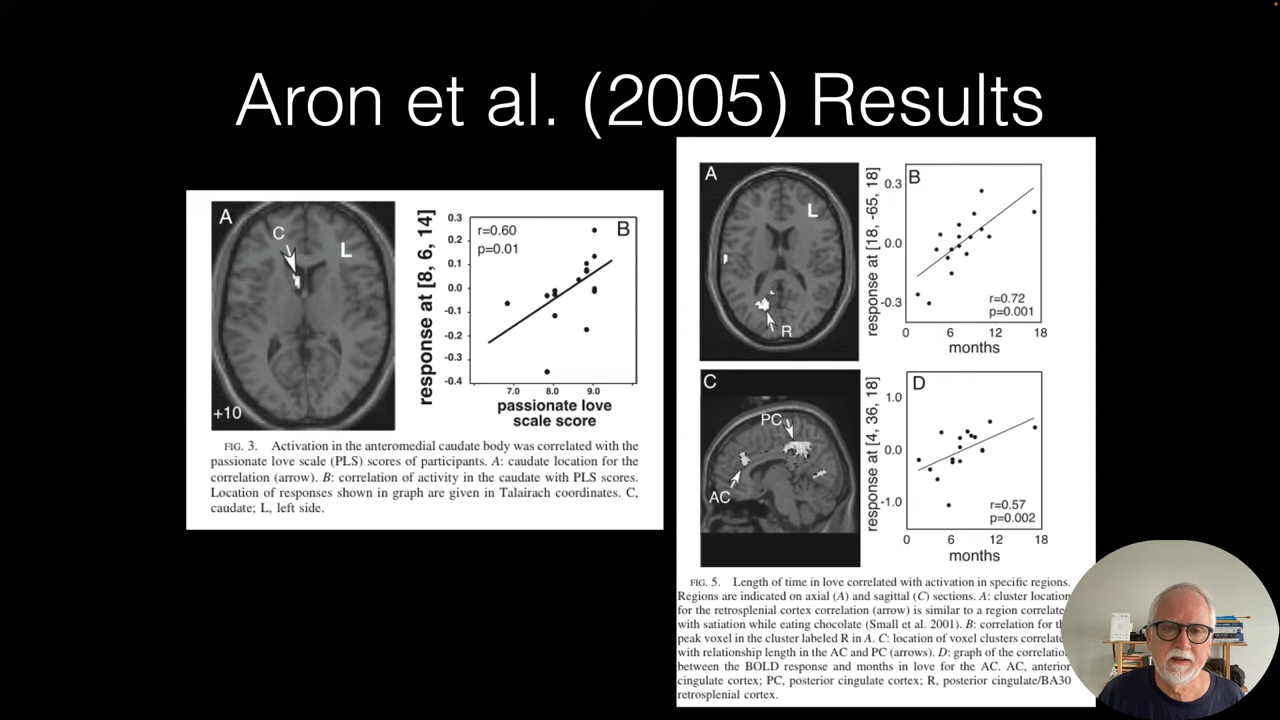 Aron et al. (2005) Results
A
C
L
+10
response at [8, 6, 14]
0.3
0.2
0.1
0.0
-0.1
-0.2
-0.3
-0.4
r=0.60
p=0.01
B
7.0 8.0 9.0
passionate love
scale score
FIG. 3. Activation in the anteromedial caudate body was correlated with the
passionate love scale (PLS) scores of participants. A: caudate location for the
correlation (arrow). B: correlation of activity in the caudate with PLS scores.
Location of responses shown in graph are given in Talairach coordinates. C,
caudate; L, left side.
A
L
R
response at [18, -65, 18]
0.3
0.0
-0.3
B
r=0.72
p=0.001
0 6 12 18
months
C
PC
AC
response at [4, 36, 18]
1.0
0.0
-1.0
D
r=0.57
p=0.002
0 6 12 18
months
FIG. 5. Length of time in love correlated with activation in specific regions.
Regions are indicated on axial (A) and sagittal (C) sections. A: cluster location
for the retrosplenial cortex correlation (arrow) is similar to a region correlate
with satiation while eating chocolate (Small et al. 2001). B: correlation for th
peak voxel in the cluster labeled R in A. C: location of voxel clusters correlate
with relationship length in the AC and PC (arrows). D: graph of the correlatio
between the BOLD response and months in love for the AC. AC, anterior
cingulate cortex; PC, posterior cingulate cortex; R, posterior cingulate/BA30
retrosplenial cortex.